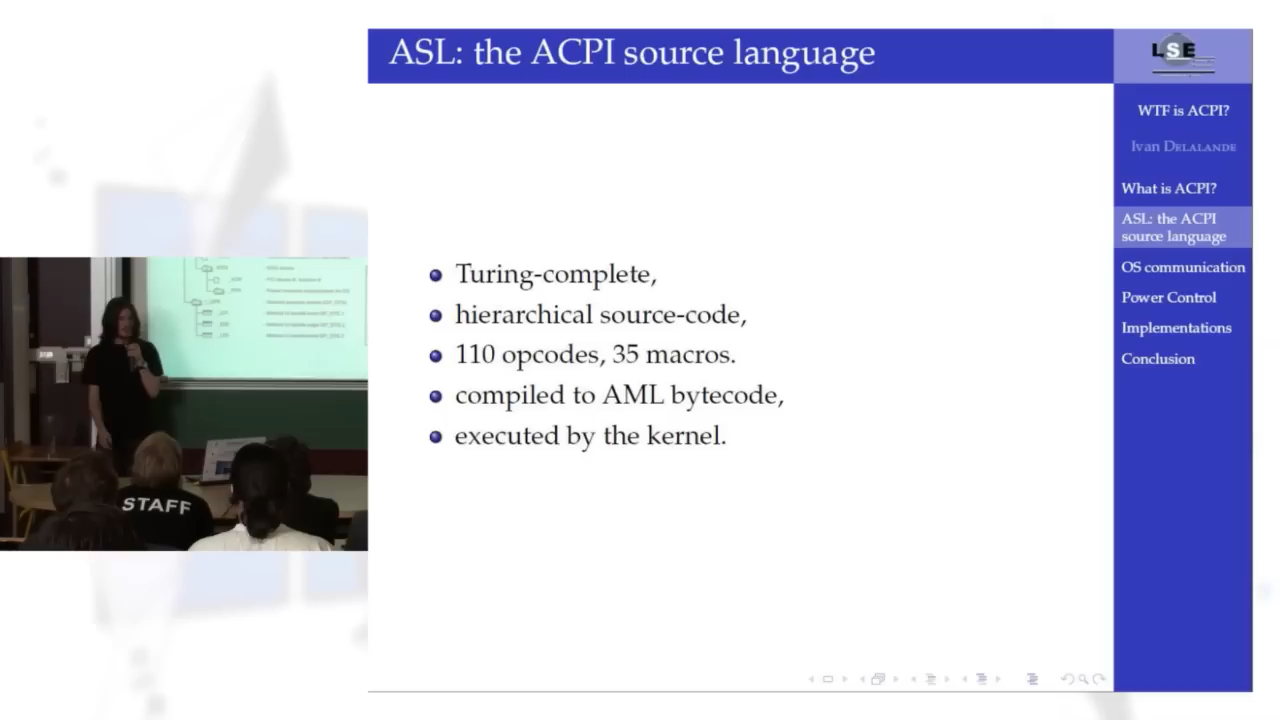 ASL: the ACPI source language
Turing-complete,
hierarchical source-code,
110 opcodes, 35 macros.
compiled to AML bytecode,
executed by the kernel.
LSE
WTF is ACPI?
Ivan Delalande
What is ACPI?
ASL: the ACPI
source language
OS communication
Power Control
Implementations
Conclusion
STAFF